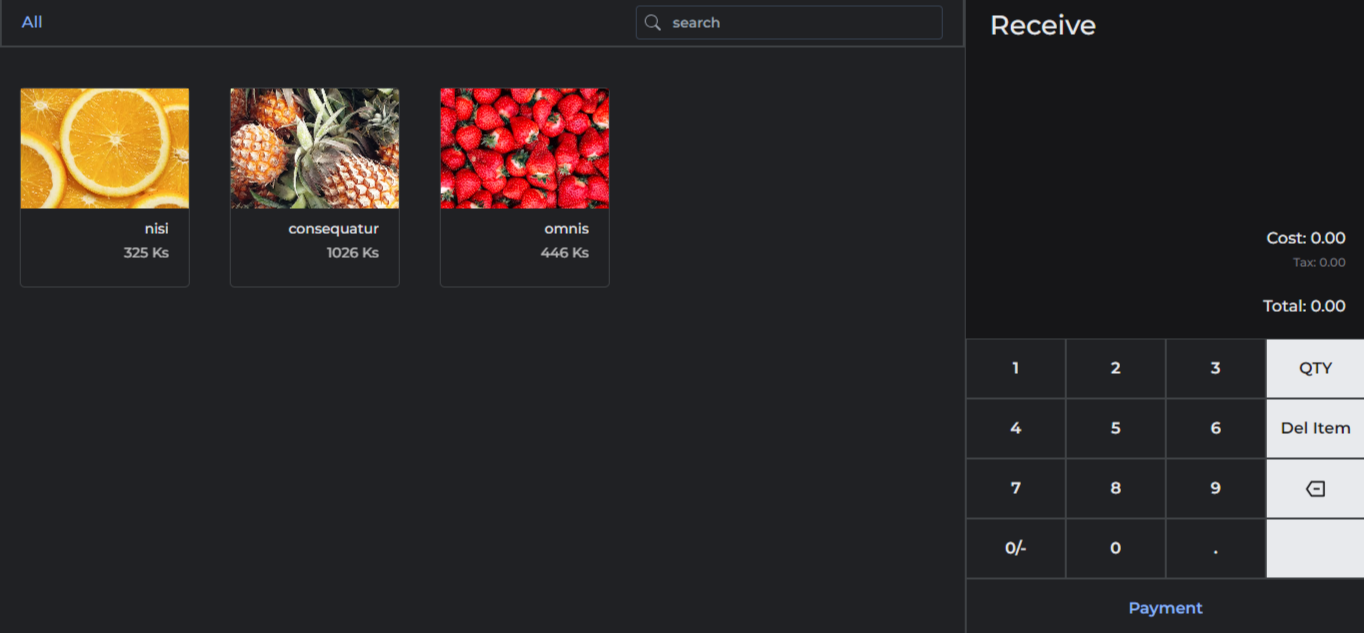 All
search
nisi
325 Ks
consequatur
1026 Ks
omnis
446 Ks
Receive
Cost: 0.00
Tax: 0.00
Total: 0.00
1 2 3 QTY
4 5 6 Del Item
7 8 9
0/- 0 .
Payment